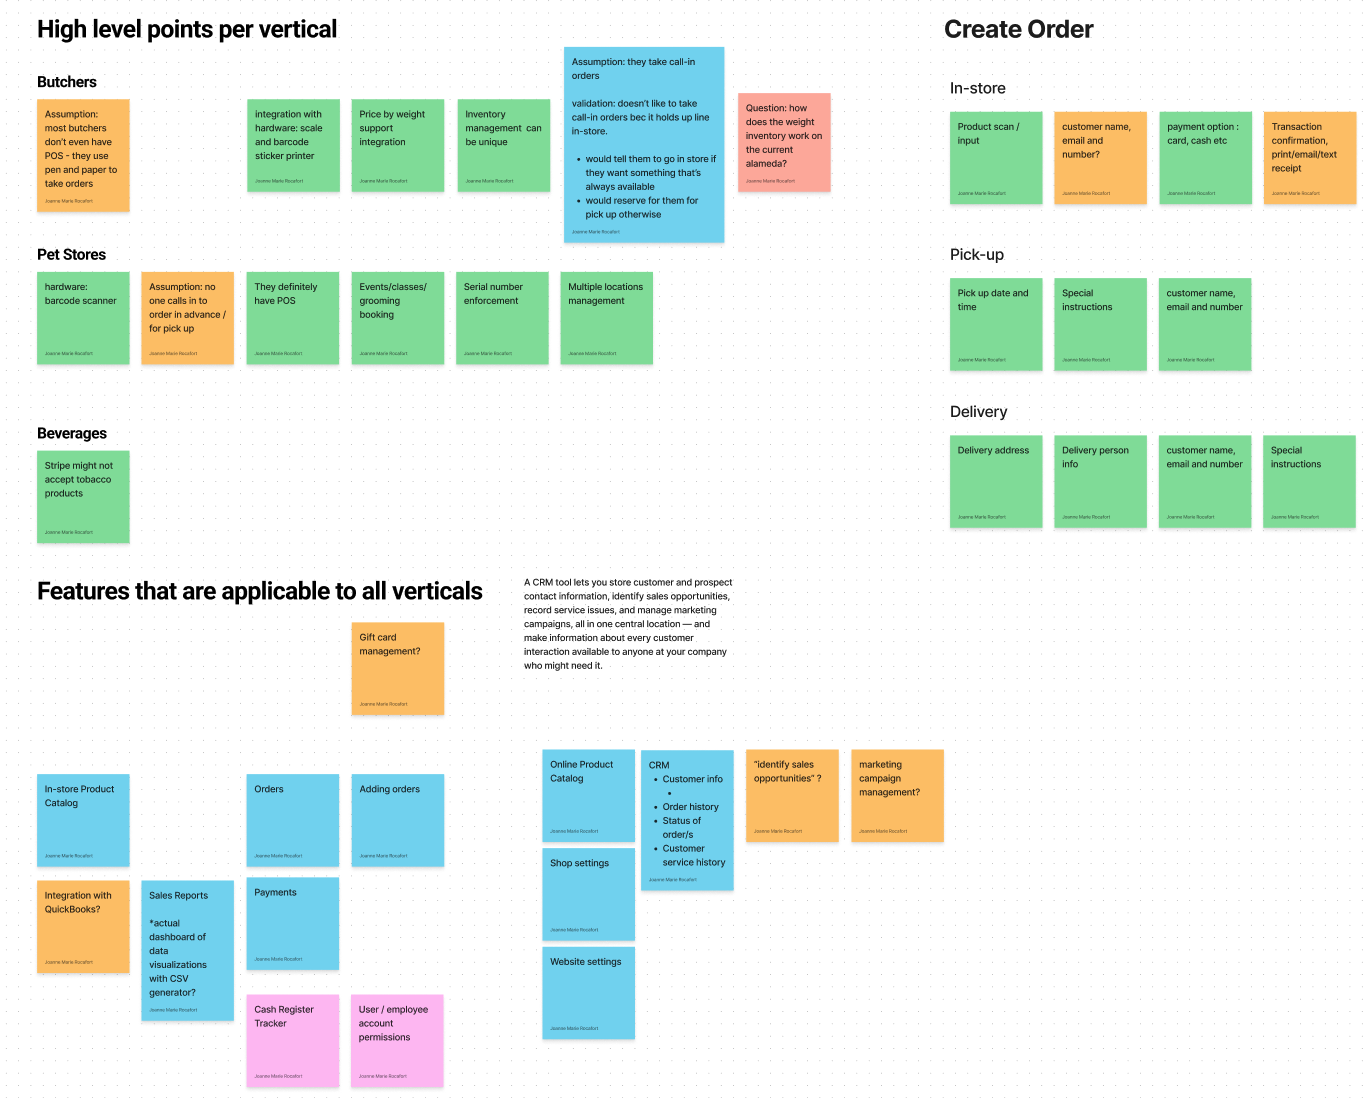 High level points per vertical
Butchers
Assumption:
most butchers
don't even have
POS - they use
pen and paper to
take orders
Joanne Marie Rocafort
integration with
hardware: scale
and barcode
sticker printer
Joanne Marie Rocafort
Price by weight
support
integration
Joanne Marie Rocafort
Inventory
management can
be unique
Joanne Marie Rocafort
Assumption: they take call-in
orders
validation: doesn't like to take
call-in orders bec it holds up line
in-store.
• would tell them to go in store if
they want something that's
always available
• would reserve for them for
pick up otherwise
Joanne Marie Rocafort
Question: how
does the weight
inventory work on
the current
alameda?
Joanne Marie Rocafort
Pet Stores
hardware:
barcode scanner
Joanne Marie Rocafort
Assumption: no
one calls in to
order in advance /
for pick up
Joanne Marie Rocafort
They definitely
have POS
Joanne Marie Rocafort
Events/classes/
grooming
booking
Joanne Marie Rocafort
Serial number
enforcement
Joanne Marie Rocafort
Multiple locations
management
Joanne Marie Rocafort
Beverages
Stripe might not
accept tobacco
products
Joanne Marie Rocafort
Create Order
In-store
Product scan /
input
Joanne Marie Rocafort
customer name,
email and
number?
Joanne Marie Rocafort
payment option :
card, cash etc
Joanne Marie Rocafort
Transaction
confirmation,
print/email/text
receipt
Joanne Marie Rocafort
Pick-up
Pick up date and
time
Joanne Marie Rocafort
Special
instructions
Joanne Marie Rocafort
customer name,
email and number
Joanne Marie Rocafort
Delivery
Delivery address
Joanne Marie Rocafort
Delivery person
info
Joanne Marie Rocafort
customer name,
email and number
Joanne Marie Rocafort
Special
instructions
Joanne Marie Rocafort
Features that are applicable to all verticals
A CRM tool lets you store customer and prospect
contact information, identify sales opportunities,
record service issues, and manage marketing
campaigns, all in one central location — and
make information about every customer
interaction available to anyone at your company
who might need it.
Gift card
management?
Joanne Marie Rocafort
In-store Product
Catalog
Joanne Marie Rocafort
Orders
Joanne Marie Rocafort
Adding orders
Joanne Marie Rocafort
Integration with
QuickBooks?
Joanne Marie Rocafort
Sales Reports
*actual
dashboard of
data
visualizations
with CSV
generator?
Joanne Marie Rocafort
Payments
Joanne Marie Rocafort
Cash Register
Tracker
Joanne Marie Rocafort
User / employee
account
permissions
Joanne Marie Rocafort
Online Product
Catalog
Joanne Marie Rocafort
CRM
• Customer info
•
• Order history
• Status of
order/s
• Customer
service history
Joanne Marie Rocafort
"identify sales
opportunities" ?
Joanne Marie Rocafort
marketing
campaign
management?
Joanne Marie Rocafort
Shop settings
Joanne Marie Rocafort
Website settings
Joanne Marie Rocafort